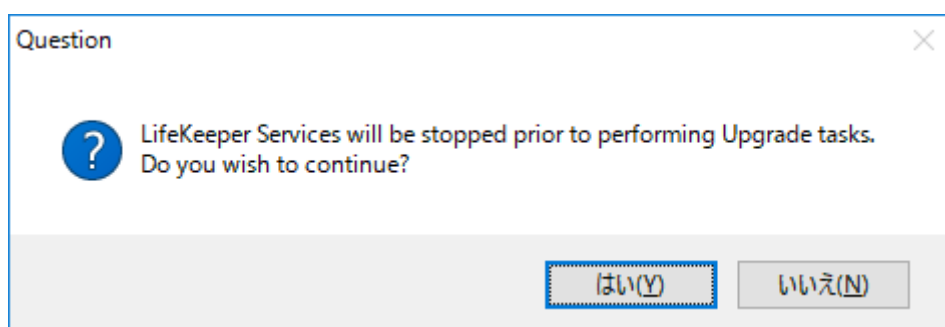 Question
LifeKeeper Services will be stopped prior to performing Upgrade tasks.
Do you wish to continue?
はい(Y) いいえ(N)